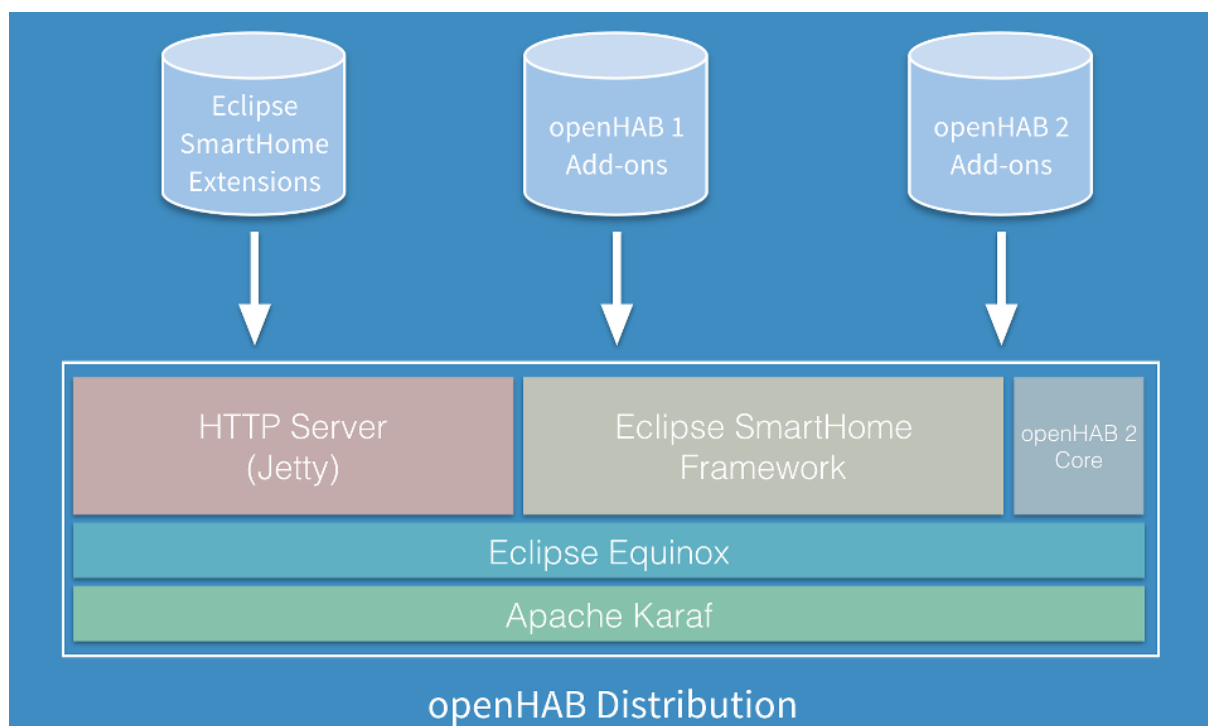 Eclipse
SmartHome
Extensions
openHAB 1
Add-ons
openHAB 2
Add-ons
HTTP Server
(Jetty)
Eclipse SmartHome
Framework
openHAB 2
Core
Eclipse Equinox
Apache Karaf
openHAB Distribution